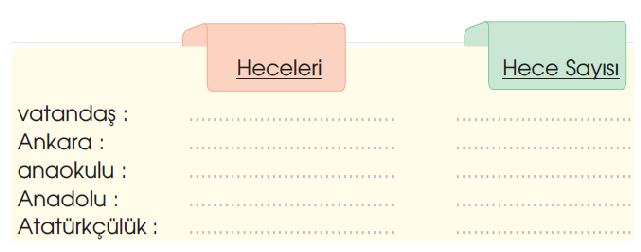 Heceleri Hece Sayısı
vatandaş : ........................................ ........................................
Ankara : ........................................ ........................................
anaokulu : ........................................ ........................................
Anadolu : ........................................ ........................................
Atatürkçülük : ........................................ ........................................